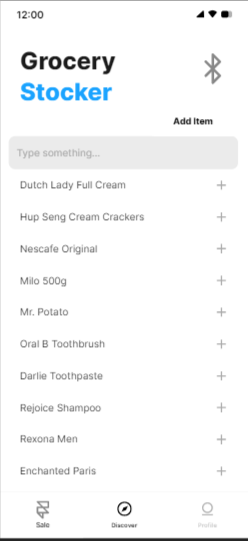 12:00
Grocery
Stocker
Add Item
Type something...
Dutch Lady Full Cream
Hup Seng Cream Crackers
Nescafe Original
Milo 500g
Mr. Potato
Oral B Toothbrush
Darlie Toothpaste
Rejoice Shampoo
Rexona Men
Enchanted Paris
Sale Discover Profile